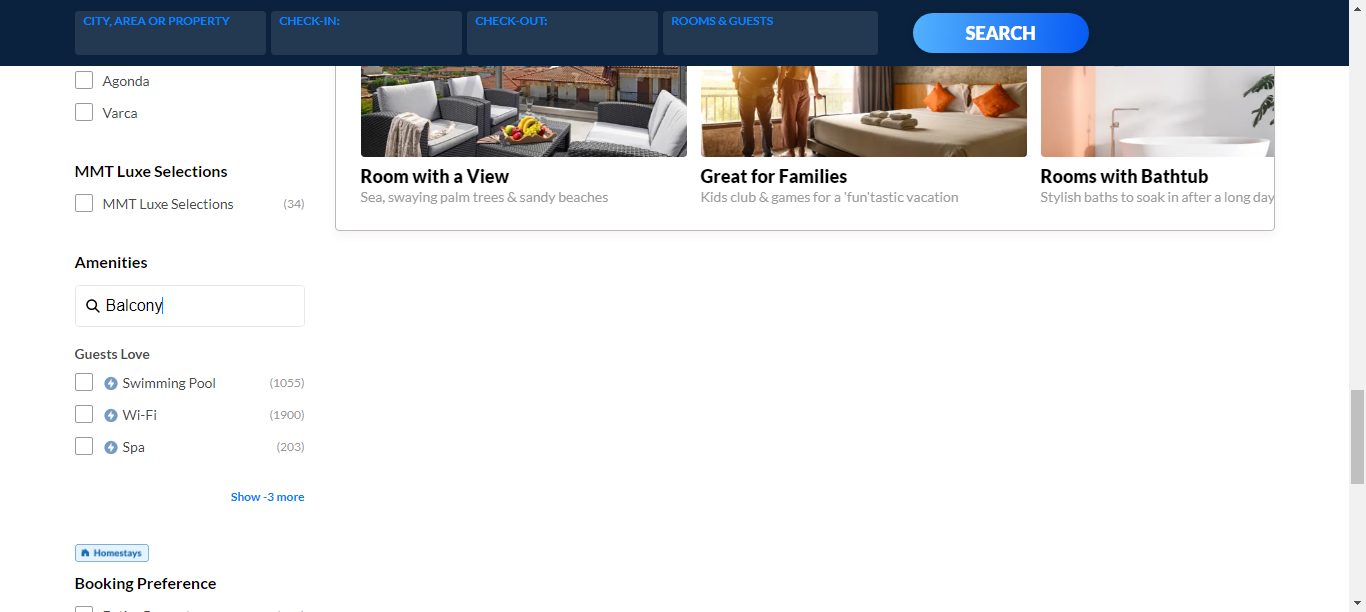 CITY, AREA OR PROPERTY
CHECK-IN:
CHECK-OUT:
ROOMS & GUESTS
SEARCH
Agonda
Varca
MMT Luxe Selections
MMT Luxe Selections (34)
Amenities
Balcony
Guests Love
Swimming Pool (1055)
Wi-Fi (1900)
Spa (203)
Show -3 more
Homestays
Booking Preference
Room with a View
Sea, swaying palm trees & sandy beaches
Great for Families
Kids club & games for a 'fun'tastic vacation
Rooms with Bathtub
Stylish baths to soak in after a long day